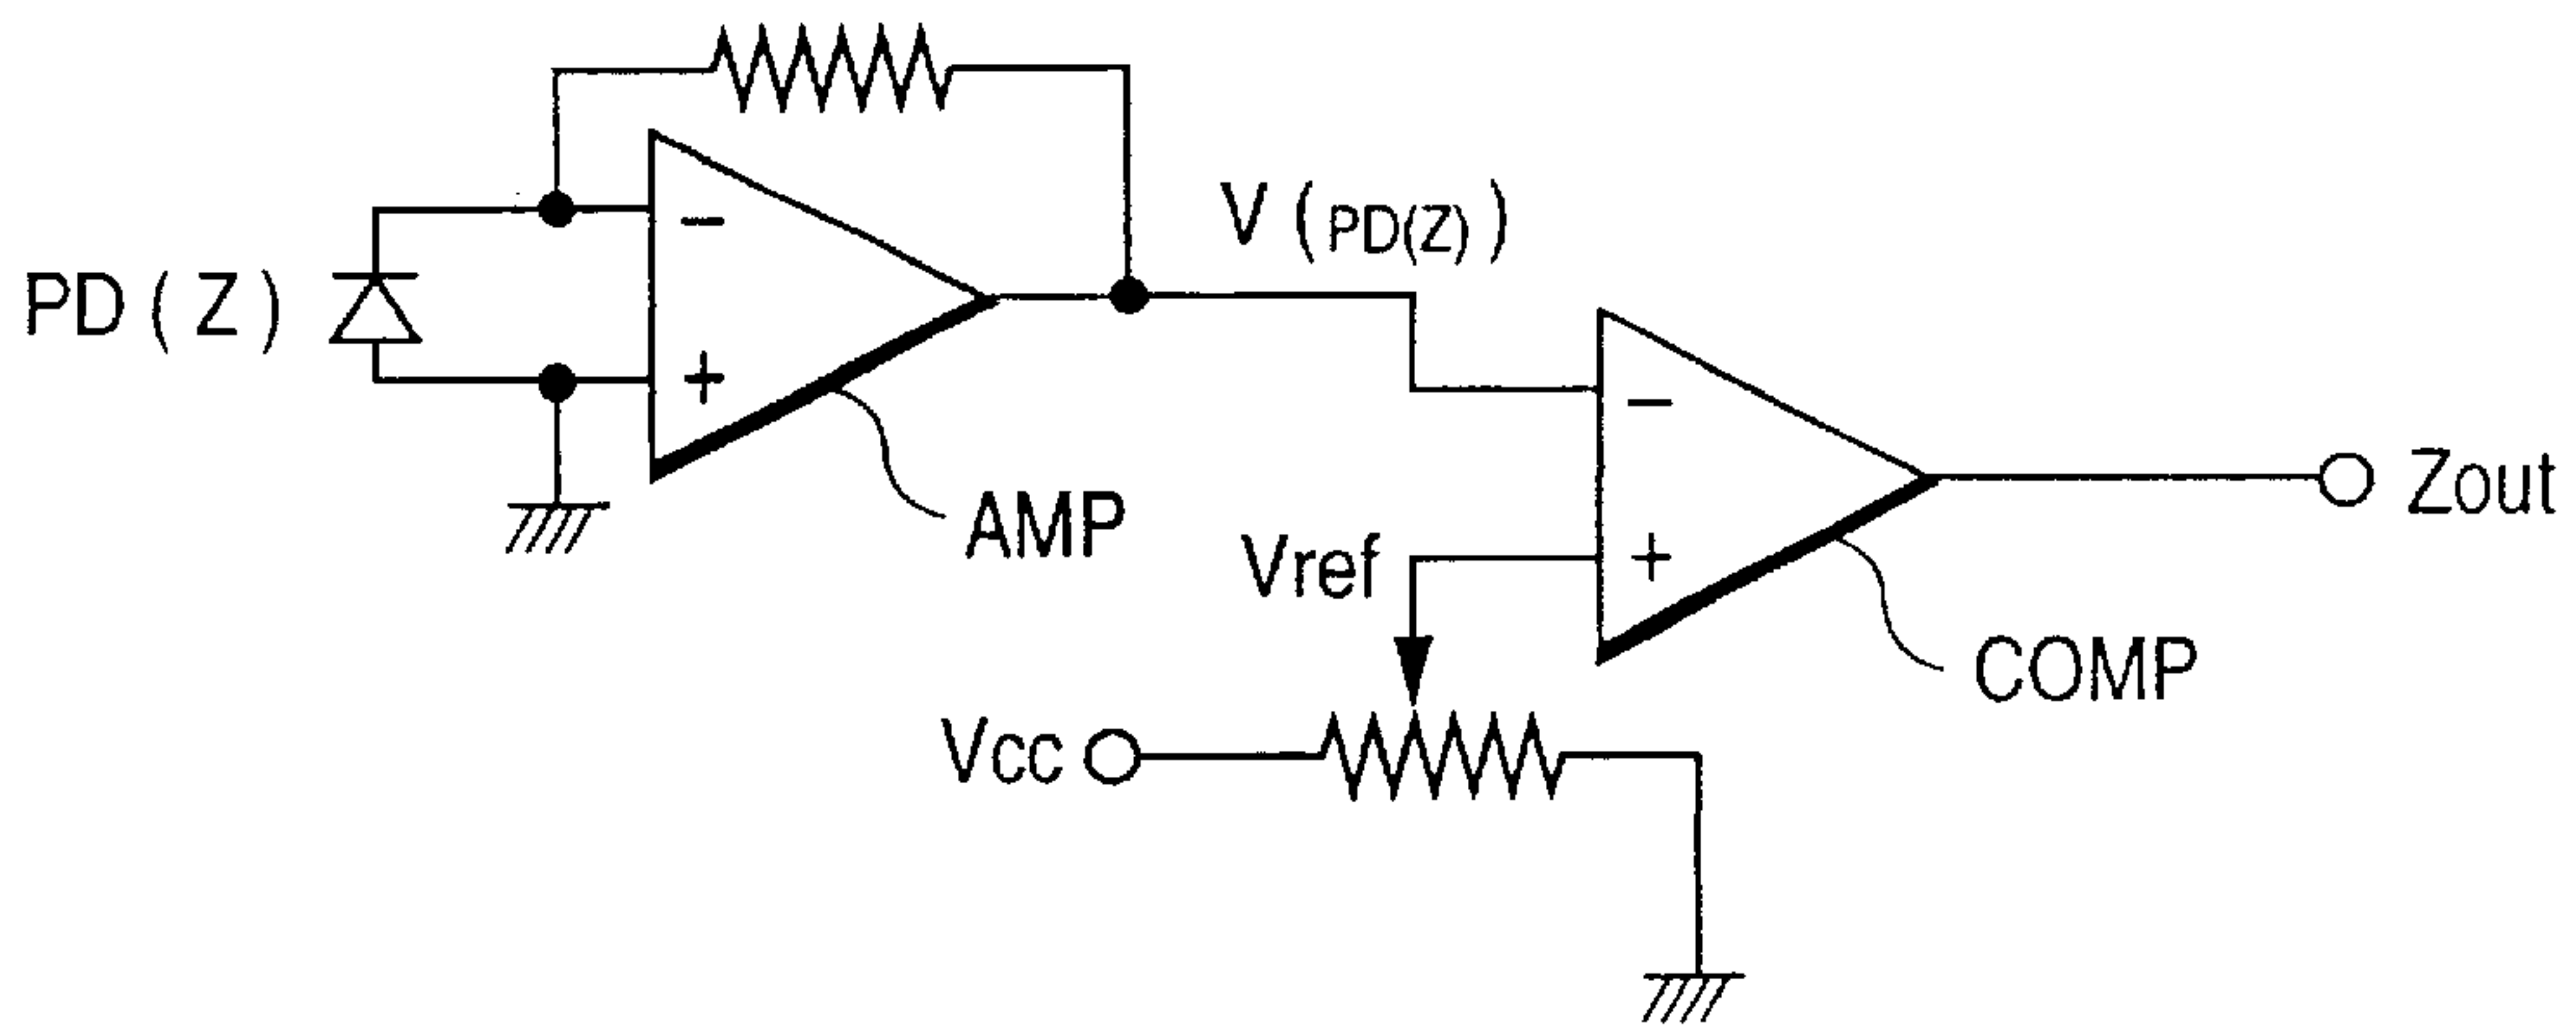 V (PD(Z))
PD ( Z )
−
+
AMP
−
+
Zout
Vref
COMP
Vcc